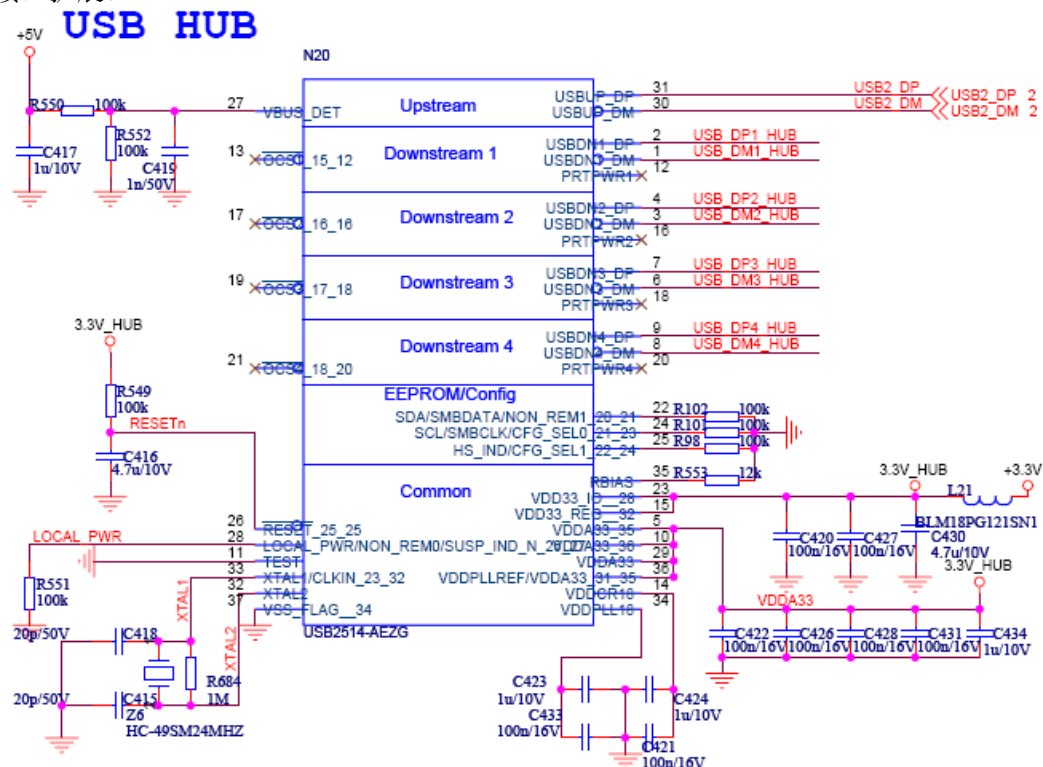 USB HUB
+5V
N20
R550 100k
27
VBUS_DET
Upstream
USBUP_DP
USBUP_DM
31
30
USB2_DP
USB2_DM
USB2_DP 2
USB2_DM 2
C417
1u/10V
R552
100k
C419
1n/50V
13
OCS1_15_12
Downstream 1
USBDN1_DP
USBDN1_DM
PRTPWR1
2
1
12
USB_DP1_HUB
USB_DM1_HUB
17
OCS2_16_16
Downstream 2
USBDN2_DP
USBDN2_DM
PRTPWR2
4
3
16
USB_DP2_HUB
USB_DM2_HUB
19
OCS3_17_18
Downstream 3
USBDN3_DP
USBDN3_DM
PRTPWR3
7
6
18
USB_DP3_HUB
USB_DM3_HUB
21
OCS4_18_20
Downstream 4
USBDN4_DP
USBDN4_DM
PRTPWR4
9
8
20
USB_DP4_HUB
USB_DM4_HUB
3.3V_HUB
R549
100k
RESETn
C416
4.7u/10V
EEPROM/Config
SDA/SMBDATA/NON_REM1_20_21
SCL/SMBCLK/CFG_SEL0_21_23
HS_IND/CFG_SEL1_22_24
22
24
25
R102 100k
R101 100k
R98 100k
Common
RBIAS
35
R553 12k
VDD33_IO_28
23
VDD33_REG_32
15
3.3V_HUB
L21
+3.3V
BLM18PG121SN1
C420
100n/16V
C427
100n/16V
C430
4.7u/10V
26
RESET_25_25
VDDA33_35
5
LOCAL_PWR
28
LOCAL_PWR/NON_REM0/SUSP_IND_N_26_27
VDDA33_36
10
11
TEST
VDDA33
29
33
XTAL1/CLKIN_23_32
VDDPLLREF/VDDA33_31_35
36
32
XTAL2
VDDCR18
14
37
VSS_FLAG__34
VDDPLL18
34
USB2514-AEZG
R551
100k
XTAL1
XTAL2
20p/50V
C418
R684
1M
20p/50V
C415
Z6
HC-49SM24MHZ
3.3V_HUB
VDDA33
C422
100n/16V
C426
100n/16V
C428
100n/16V
C431
100n/16V
C434
1u/10V
C423
1u/10V
C424
1u/10V
C433
100n/16V
C421
100n/16V